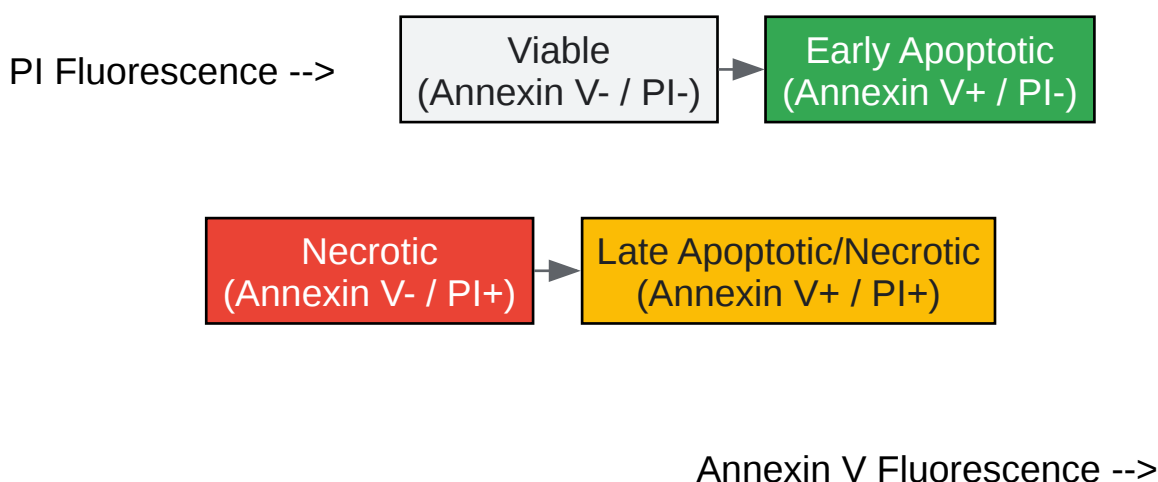 PI Fluorescence -->
Viable
(Annexin V- / PI-)
Early Apoptotic
(Annexin V+ / PI-)
Necrotic
(Annexin V- / PI+)
Late Apoptotic/Necrotic
(Annexin V+ / PI+)
Annexin V Fluorescence -->